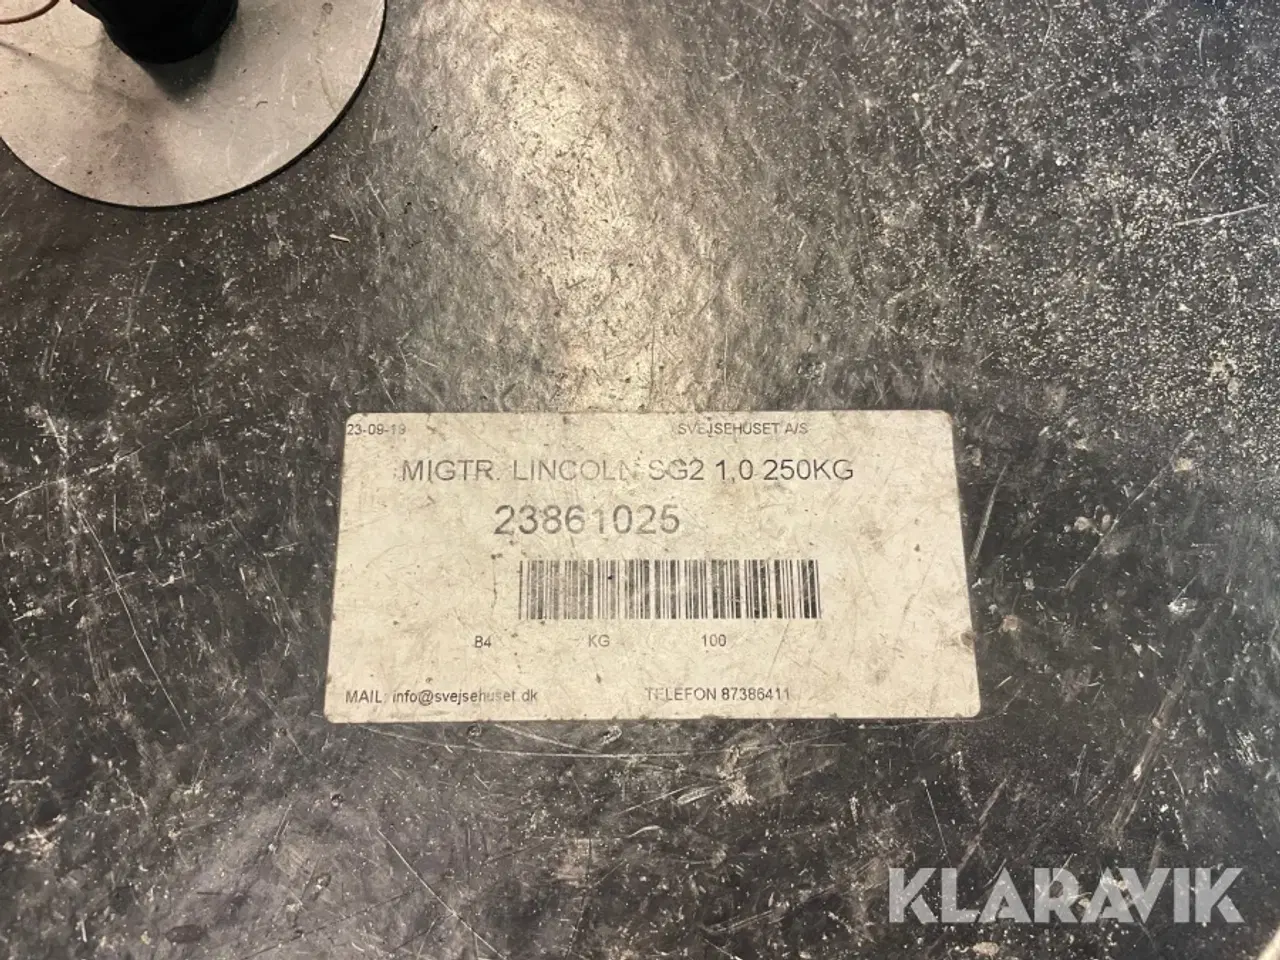 23-09-19 SVEJSEHUSET A/S
MIGTR. LINCOLN SG2 1,0 250KG
23861025
B4 KG 100
MAIL: info@svejsehuset.dk TELEFON 87386411
KLARAVIK